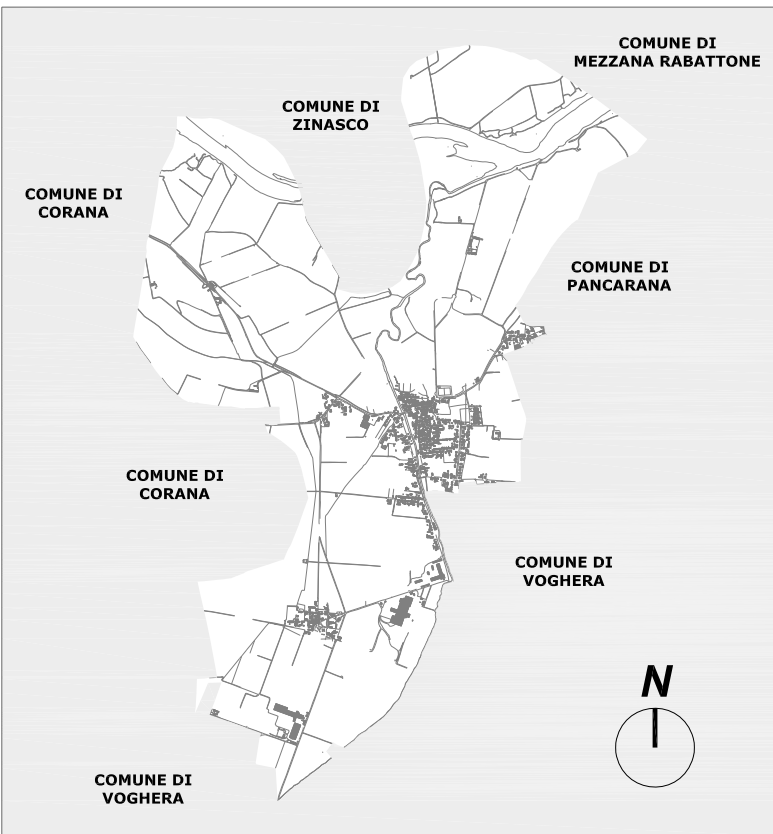 COMUNE DI
MEZZANA RABATTONE
COMUNE DI
ZINASCO
COMUNE DI
CORANA
COMUNE DI
PANCARANA
COMUNE DI
CORANA
COMUNE DI
VOGHERA
N
COMUNE DI
VOGHERA